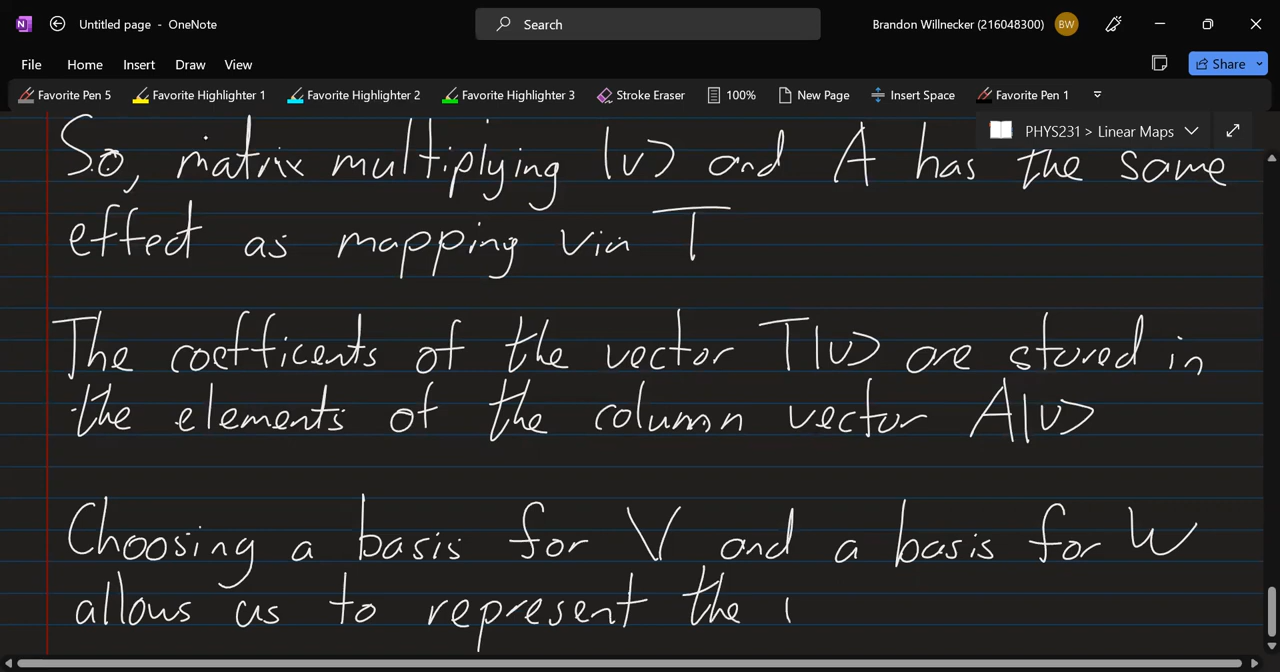 Untitled page - OneNote
Search
Brandon Willnecker (216048300) BW
File Home Insert Draw View
Share
Favorite Pen 5 Favorite Highlighter 1 Favorite Highlighter 2 Favorite Highlighter 3 Stroke Eraser 100% New Page Insert Space Favorite Pen 1
PHYS231 > Linear Maps
So, matrix multiplying |v> and A has the same
effect as mapping via T
The coefficents of the vector T|v> are stored in
the elements of the column vector A|v>
Choosing a basis for V and a basis for W
allows us to represent the